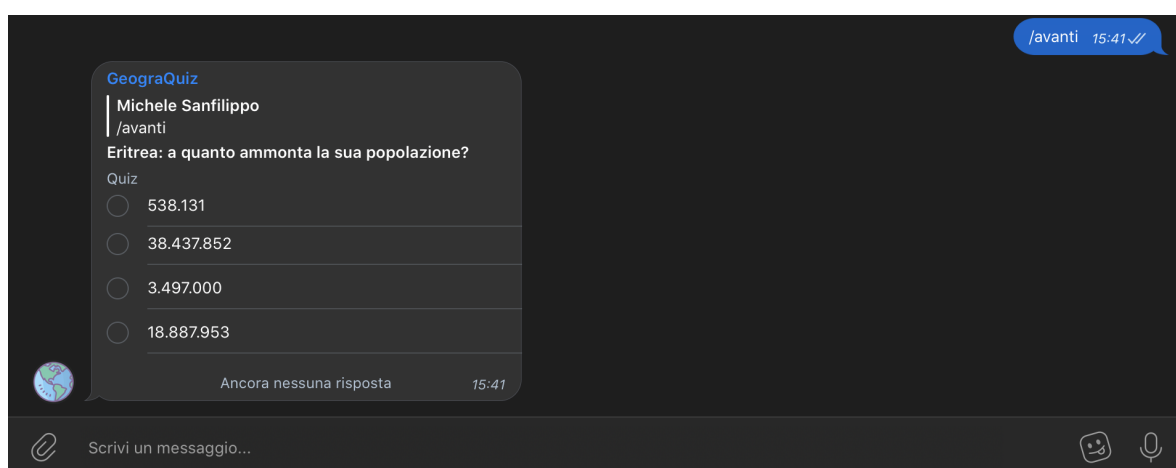 /avanti 15:41
GeograQuiz
Michele Sanfilippo
/avanti
Eritrea: a quanto ammonta la sua popolazione?
Quiz
538.131
38.437.852
3.497.000
18.887.953
Ancora nessuna risposta 15:41
Scrivi un messaggio...